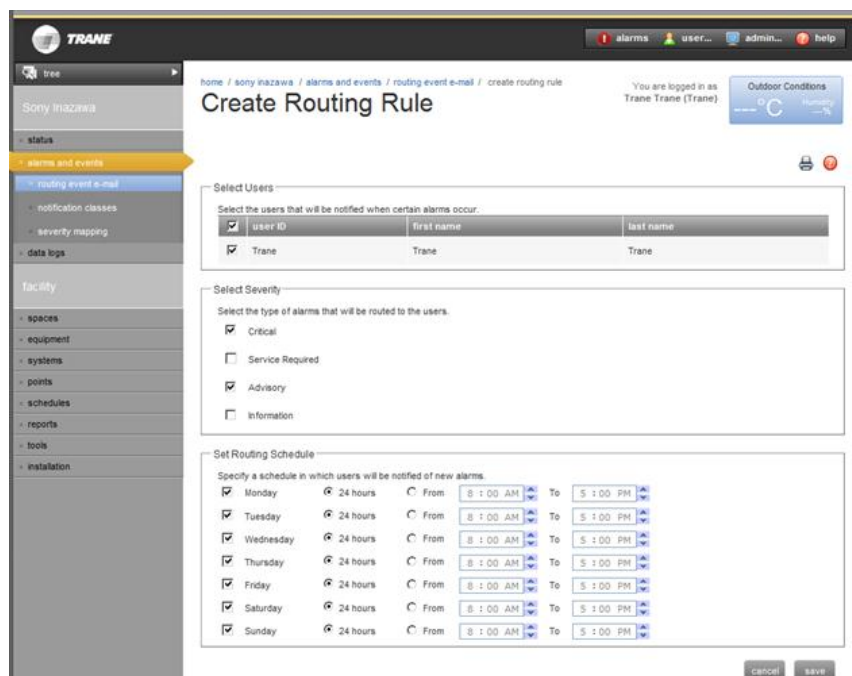 TRANE
alarms user... admin... help
tree
Sony Inazawa
status
alarms and events
routing event e-mail
notification classes
severity mapping
data logs
facility
spaces
equipment
systems
points
schedules
reports
tools
installation
home / sony inazawa / alarms and events / routing event e-mail / create routing rule
Create Routing Rule
You are logged in as
Trane Trane (Trane)
Outdoor Conditions
---°C Humidity
--%
Select Users
Select the users that will be notified when certain alarms occur.
user ID first name last name
Trane Trane Trane
Select Severity
Select the type of alarms that will be routed to the users.
Critical
Service Required
Advisory
Information
Set Routing Schedule
Specify a schedule in which users will be notified of new alarms.
Monday 24 hours From 8 : 00 AM To 5 : 00 PM
Tuesday 24 hours From 8 : 00 AM To 5 : 00 PM
Wednesday 24 hours From 8 : 00 AM To 5 : 00 PM
Thursday 24 hours From 8 : 00 AM To 5 : 00 PM
Friday 24 hours From 8 : 00 AM To 5 : 00 PM
Saturday 24 hours From 8 : 00 AM To 5 : 00 PM
Sunday 24 hours From 8 : 00 AM To 5 : 00 PM
cancel save